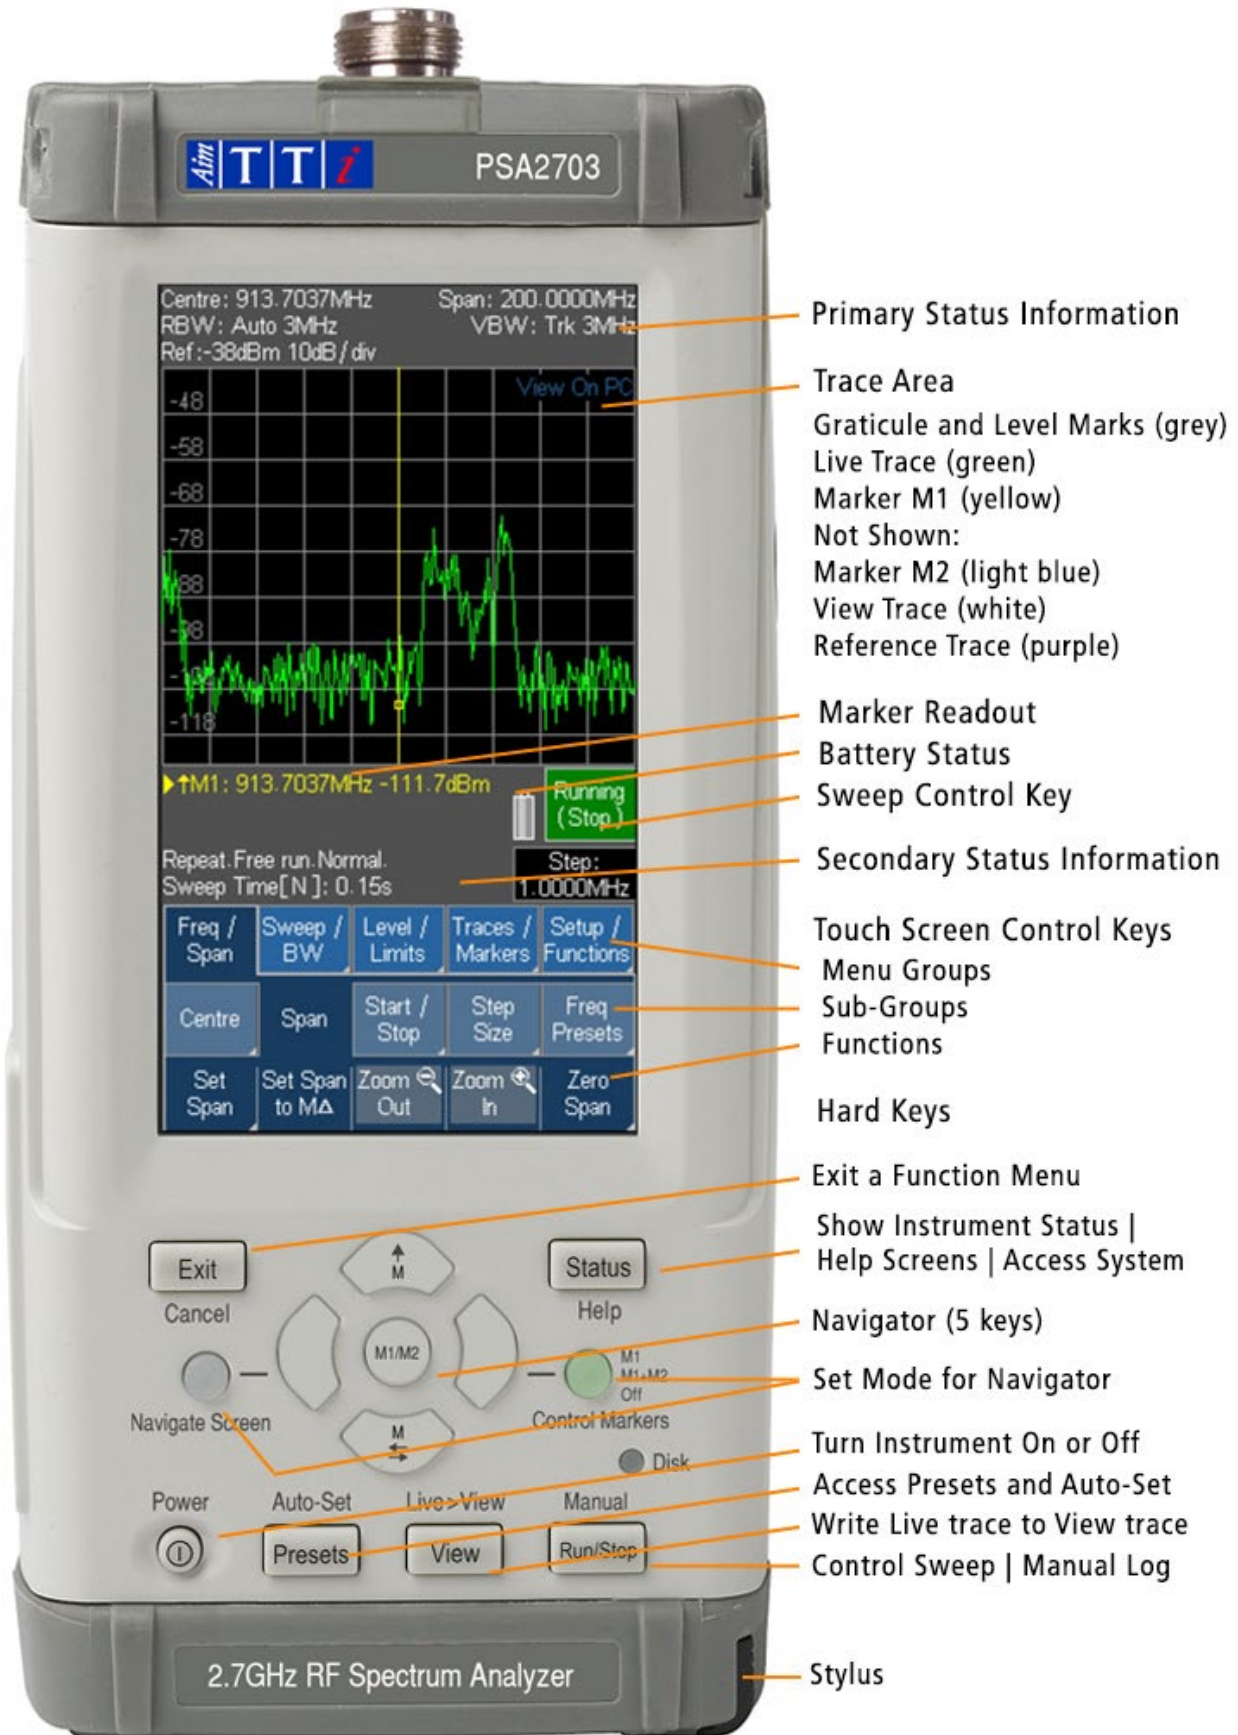 Aim TTi
PSA2703
Centre: 913.7037MHz Span: 200.0000MHz
RBW: Auto 3MHz VBW: Trk 3MHz
Ref:-38dBm 10dB/div
View On PC
-48
-58
-68
-78
-88
-98
-118
M1: 913.7037MHz -111.7dBm
Running
(Stop)
Repeat.Free run.Normal.
Sweep Time[N]: 0.15s
Step:
1.0000MHz
Freq /
Span
Sweep /
BW
Level /
Limits
Traces /
Markers
Setup /
Functions
Centre
Span
Start /
Stop
Step
Size
Freq
Presets
Set
Span
Set Span
to MΔ
Zoom
Out
Zoom
In
Zero
Span
Primary Status Information
Trace Area
Graticule and Level Marks (grey)
Live Trace (green)
Marker M1 (yellow)
Not Shown:
Marker M2 (light blue)
View Trace (white)
Reference Trace (purple)
Marker Readout
Battery Status
Sweep Control Key
Secondary Status Information
Touch Screen Control Keys
Menu Groups
Sub-Groups
Functions
Hard Keys
Exit a Function Menu
Show Instrument Status |
Help Screens | Access System
Navigator (5 keys)
Set Mode for Navigator
Turn Instrument On or Off
Access Presets and Auto-Set
Write Live trace to View trace
Control Sweep | Manual Log
Stylus
Exit
Cancel
M
Status
Help
M1/M2
M1
M1+M2
Off
Navigate Screen
Control Markers
M
Disk
Power
Auto-Set
Live>View
Manual
Presets
View
Run/Stop
2.7GHz RF Spectrum Analyzer